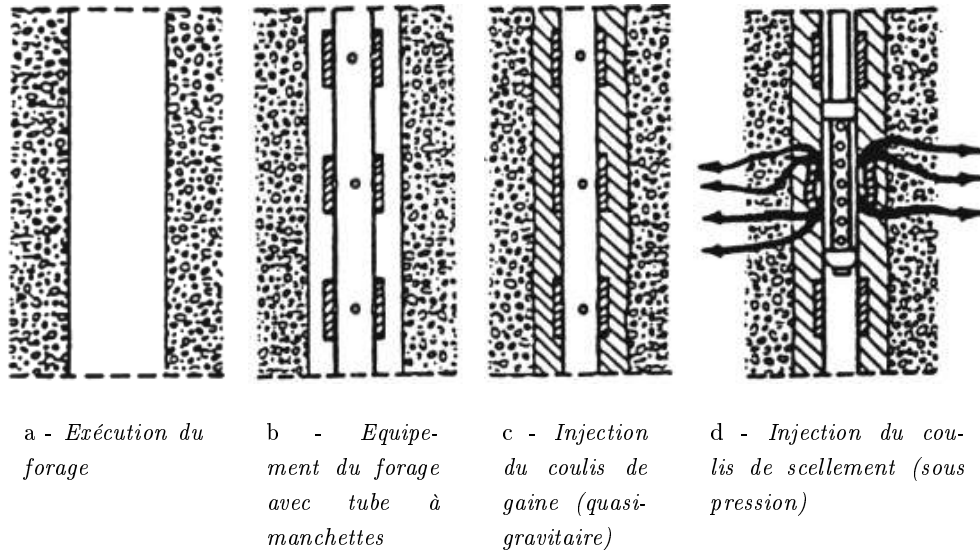 a - Exécution du
forage
b - Equipe-
ment du forage
avec tube à
manchettes
c - Injection
du coulis de
gaine (quasi-
gravitaire)
d - Injection du cou-
lis de scellement (sous
pression)